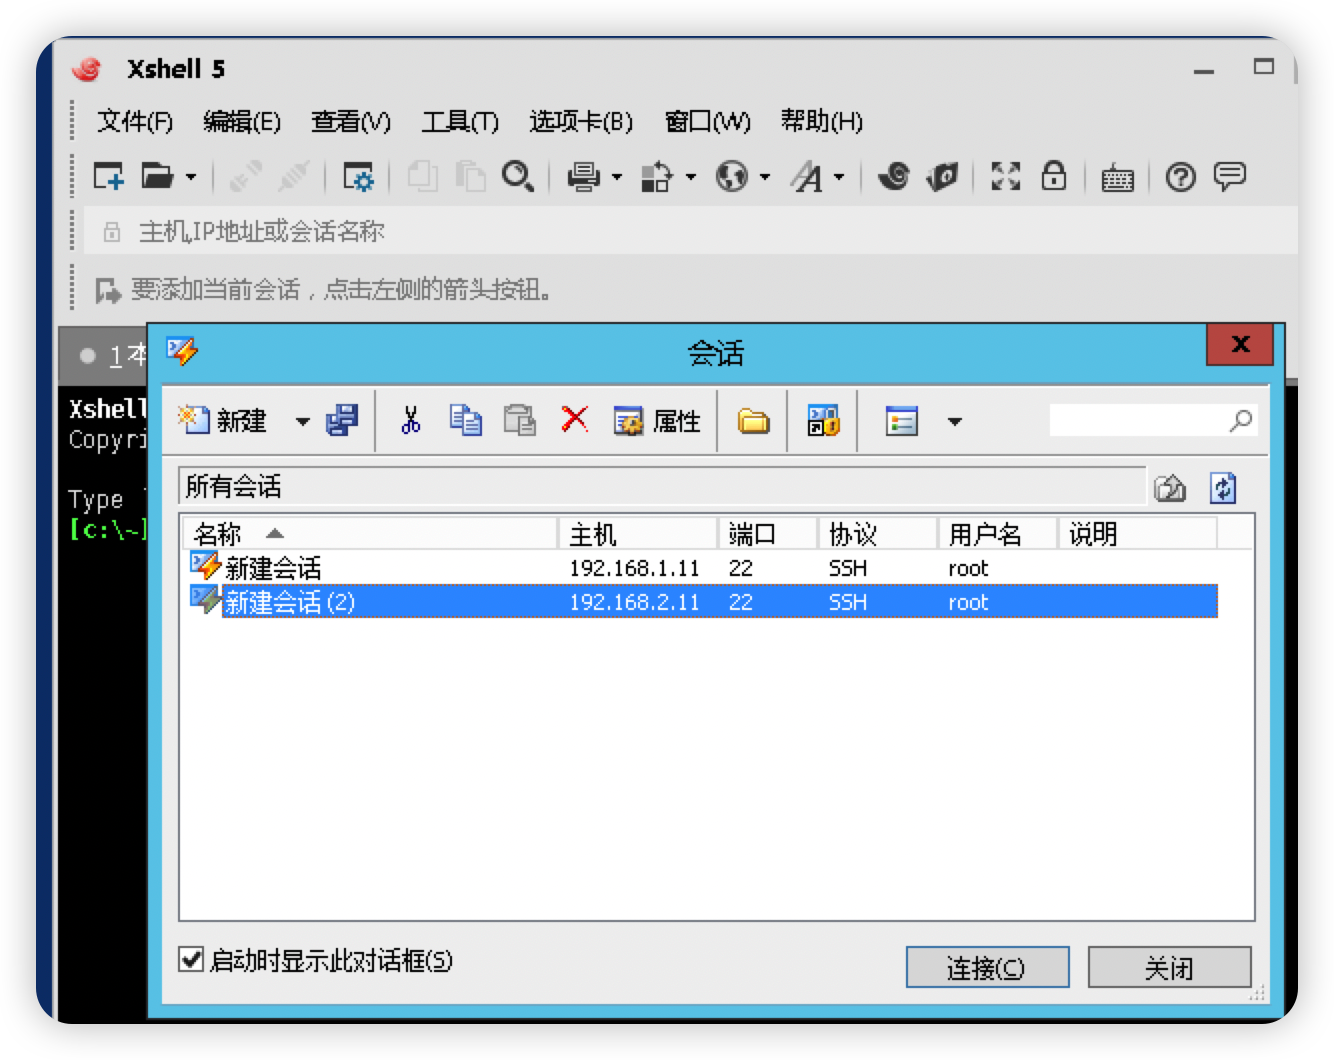 Xshell 5
文件(F) 编辑(E) 查看(V) 工具(T) 选项卡(B) 窗口(W) 帮助(H)
主机,IP地址或会话名称
要添加当前会话，点击左侧的箭头按钮。
1 本
会话
Xshell
Copyri
Type
[c:\~]
新建 属性
所有会话
名称 主机 端口 协议 用户名 说明
新建会话 192.168.1.11 22 SSH root
新建会话 (2) 192.168.2.11 22 SSH root
启动时显示此对话框(S)
连接(C) 关闭